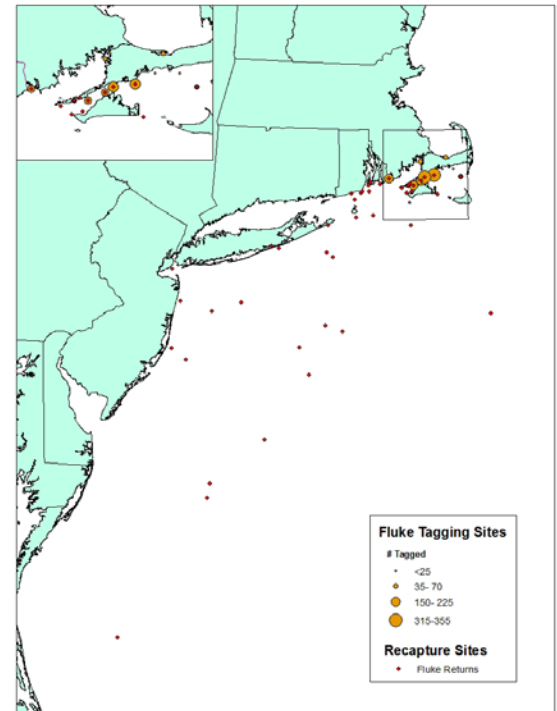 Fluke Tagging Sites
# Tagged
<25
35- 70
150- 225
315-355
Recapture Sites
Fluke Returns